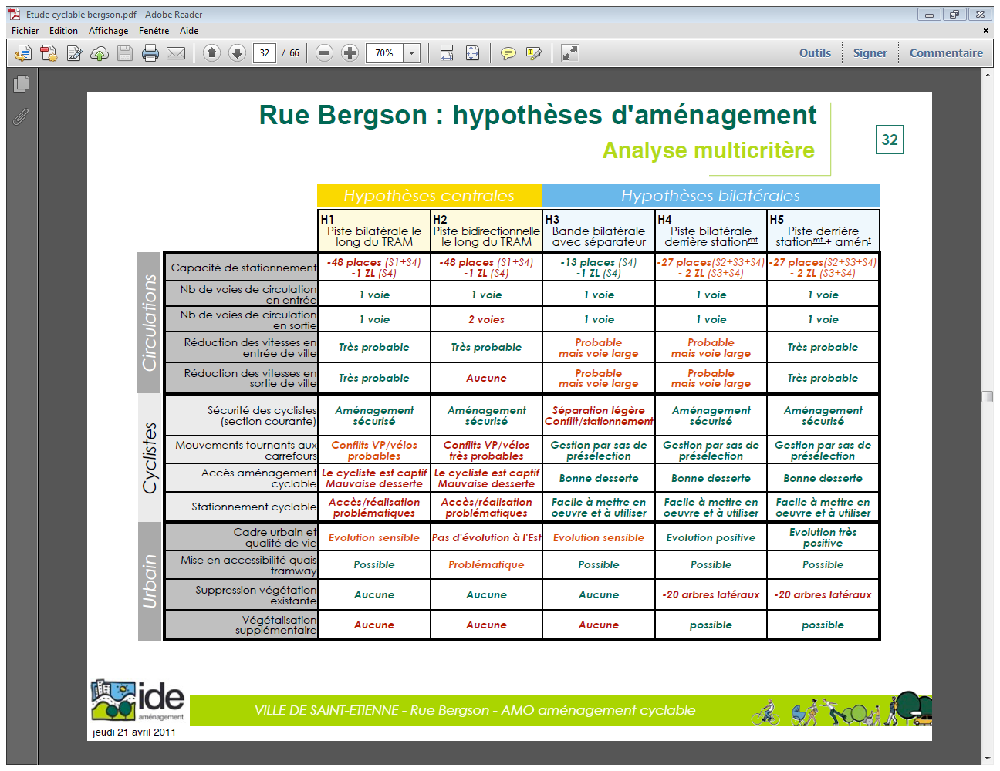 Etude cyclable bergson.pdf - Adobe Reader
Fichier Edition Affichage Fenêtre Aide
32 / 66 70% Outils Signer Commentaire
Rue Bergson : hypothèses d'aménagement
Analyse multicritère
32
Hypothèses centrales Hypothèses bilatérales
H1 H2 H3 H4 H5
Piste bilatérale le Piste bidirectionnelle Bande bilatérale Piste bilatérale Piste derrière
long du TRAM le long du TRAM avec séparateur derrière stationmt stationmt + amént
Circulations
Capacité de stationnement -48 places (S1+S4) -48 places (S1+S4) -13 places (S4) -27 places(S2+S3+S4) -27 places(S2+S3+S4)
-1 ZL (S4) -1 ZL (S4) -1 ZL (S4) - 2 ZL (S3+S4) - 2 ZL (S3+S4)
Nb de voies de circulation
en entrée 1 voie 1 voie 1 voie 1 voie 1 voie
Nb de voies de circulation
en sortie 1 voie 2 voies 1 voie 1 voie 1 voie
Réduction des vitesses en Très probable Très probable Probable Probable Très probable
entrée de ville mais voie large mais voie large
Réduction des vitesses en Très probable Aucune Probable Probable Très probable
sortie de ville mais voie large mais voie large
Cyclistes
Sécurité des cyclistes Aménagement Aménagement Séparation légère Aménagement Aménagement
(section courante) sécurisé sécurisé Conflit/stationnement sécurisé sécurisé
Mouvements tournants aux Conflits VP/vélos Conflits VP/vélos Gestion par sas de Gestion par sas de Gestion par sas de
carrefours probables très probables présélection présélection présélection
Accès aménagement Le cycliste est captif Le cycliste est captif Bonne desserte Bonne desserte Bonne desserte
cyclable Mauvaise desserte Mauvaise desserte
Stationnement cyclable Accès/réalisation Accès/réalisation Facile à mettre en Facile à mettre en Facile à mettre en
problématiques problématiques oeuvre et à utiliser oeuvre et à utiliser oeuvre et à utiliser
Urbain
Cadre urbain et Evolution sensible Pas d'évolution à l'Est Evolution sensible Evolution positive Evolution très
qualité de vie positive
Mise en accessibilité quais Possible Problématique Possible Possible Possible
tramway
Suppression végétation Aucune Aucune Aucune -20 arbres latéraux -20 arbres latéraux
existante
Végétalisation Aucune Aucune Aucune possible possible
supplémentaire
ide
aménagement
VILLE DE SAINT-ETIENNE - Rue Bergson - AMO aménagement cyclable
jeudi 21 avril 2011